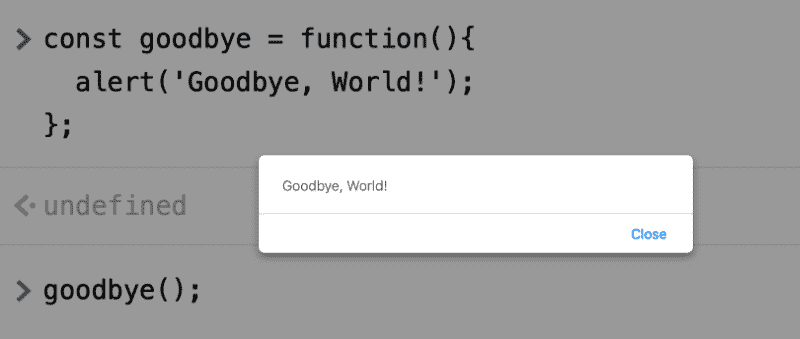 > const goodbye = function(){
  alert('Goodbye, World!');
};
Goodbye, World!
undefined
Close
> goodbye();